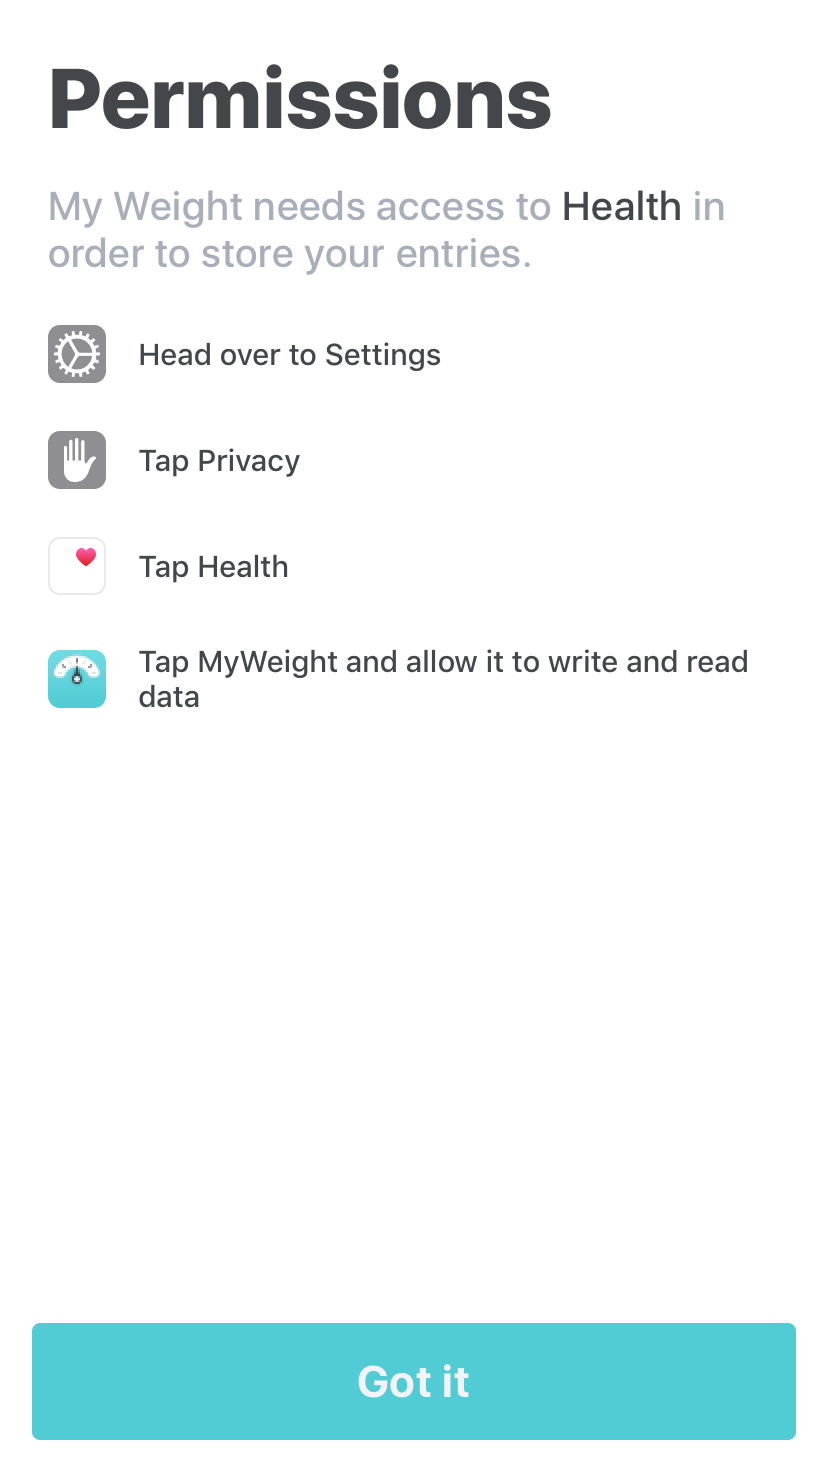 Permissions
My Weight needs access to Health in
order to store your entries.
Head over to Settings
Tap Privacy
Tap Health
Tap MyWeight and allow it to write and read
data
Got it